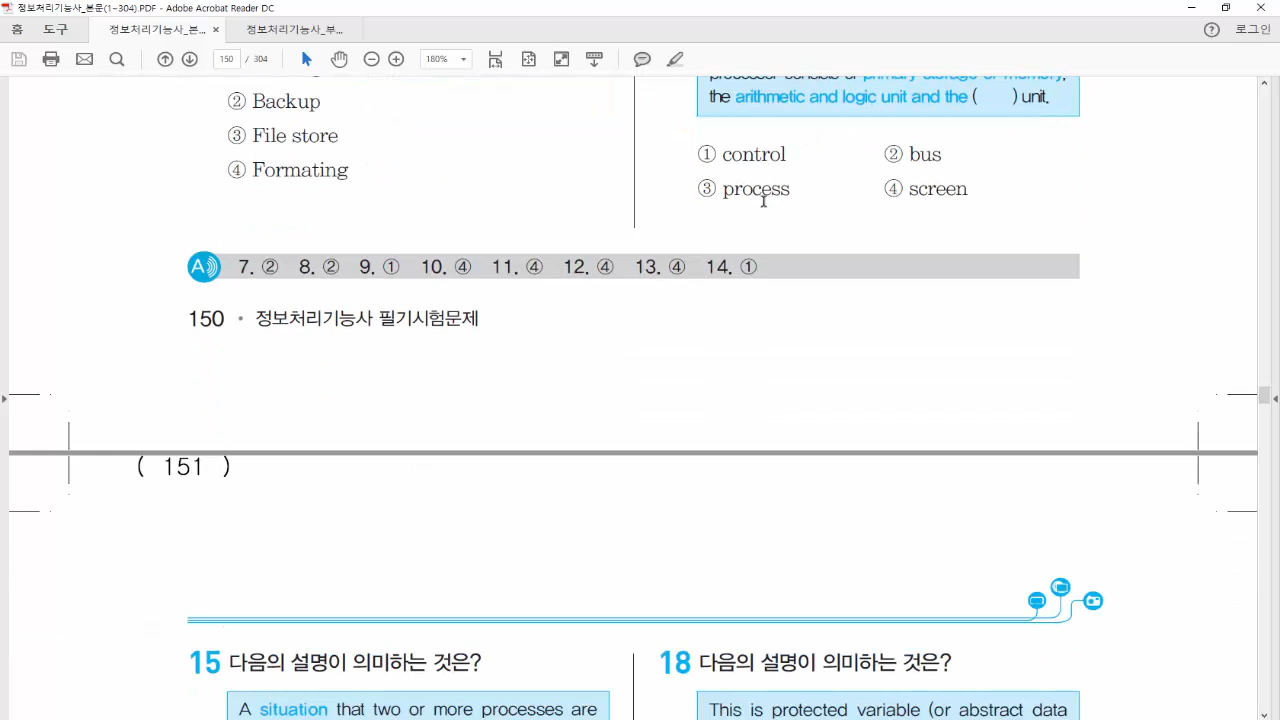 정보처리기능사_본문(1~304).PDF - Adobe Acrobat Reader DC
홈 도구 정보처리기능사_본... × 정보처리기능사_부... 로그인
150 / 304 180%
② Backup
③ File store
④ Formating
processor consists of primary storage or memory,
the arithmetic and logic unit and the ( ) unit.
① control ② bus
③ process ④ screen
A 7. ② 8. ② 9. ① 10. ④ 11. ④ 12. ④ 13. ④ 14. ①
150 • 정보처리기능사 필기시험문제
( 151 )
15 다음의 설명이 의미하는 것은?
A situation that two or more processes are
18 다음의 설명이 의미하는 것은?
This is protected variable (or abstract data